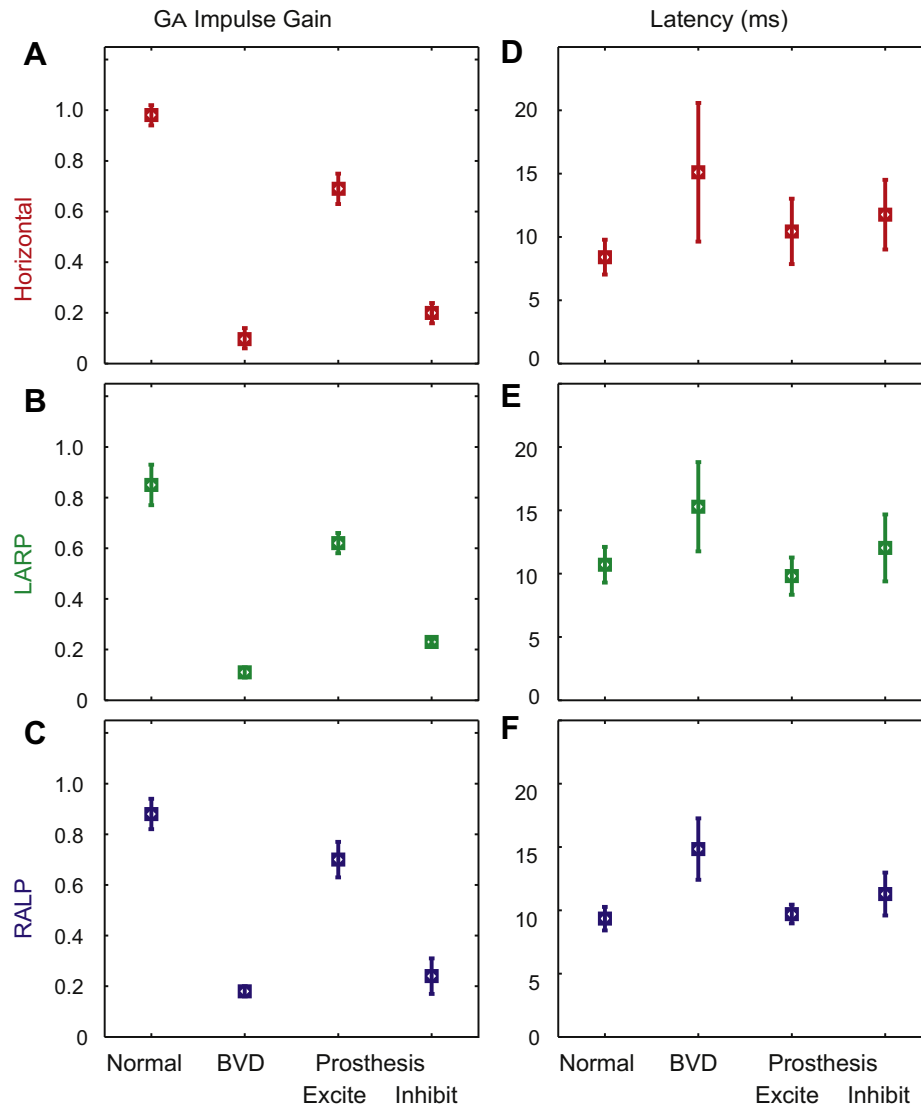 GA Impulse Gain
Latency (ms)
A
D
Horizontal
1.0
0.8
0.6
0.4
0.2
0
20
15
10
5
0
B
E
LARP
1.0
0.8
0.6
0.4
0.2
0
20
15
10
5
0
C
F
RALP
1.0
0.8
0.6
0.4
0.2
0
20
15
10
5
0
Normal BVD Prosthesis
Excite Inhibit
Normal BVD Prosthesis
Excite Inhibit